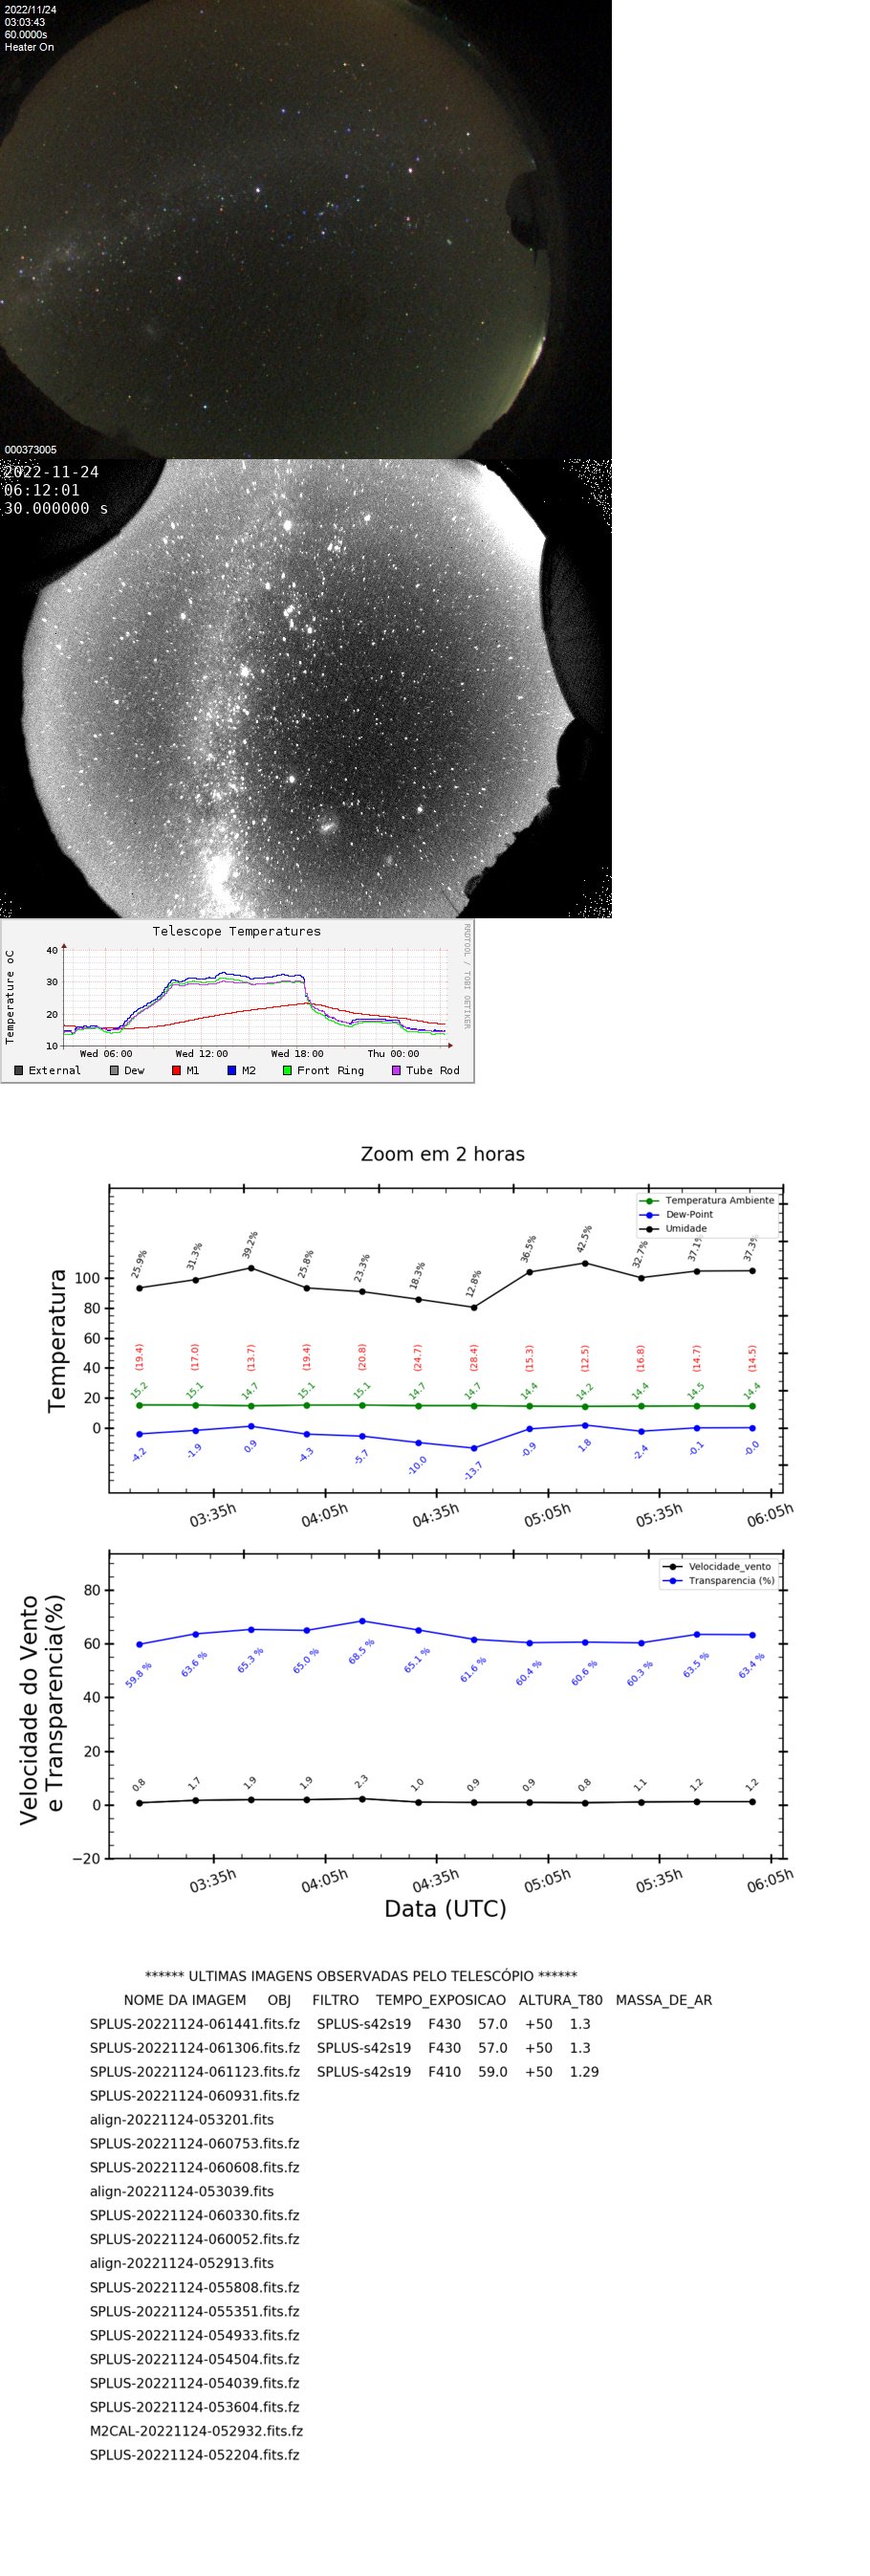 2022/11/24
03:03:43
60.0000s
Heater On
000373005
2022-11-24
06:12:01
30.000000 s
Telescope Temperatures
Temperature oC
40
30
20
10
Wed 06:00 Wed 12:00 Wed 18:00 Thu 00:00
External Dew M1 M2 Front Ring Tube Rod
RRDTOOL / TOBI OETIKER
Zoom em 2 horas
Temperatura Ambiente
Dew-Point
Umidade
Temperatura
100
80
60
40
20
0
25.9% 31.3% 39.2% 25.8% 23.3% 18.3% 12.8% 36.5% 42.5% 32.7% 37.1% 37.3%
(19.4) (17.0) (13.7) (19.4) (20.8) (24.7) (28.4) (15.3) (12.5) (16.8) (14.7) (14.5)
15.2 15.1 14.7 15.1 15.1 14.7 14.7 14.4 14.2 14.4 14.5 14.4
-4.2 -1.9 0.9 -4.3 -5.7 -10.0 -13.7 -0.9 1.8 -2.4 -0.1 -0.0
03:35h 04:05h 04:35h 05:05h 05:35h 06:05h
Velocidade_vento
Transparencia (%)
Velocidade do Vento
e Transparencia(%)
80
60
40
20
0
−20
59.8 % 63.6 % 65.3 % 65.0 % 68.5 % 65.1 % 61.6 % 60.4 % 60.6 % 60.3 % 63.5 % 63.4 %
0.8 1.7 1.9 1.9 2.3 1.0 0.9 0.9 0.8 1.1 1.2 1.2
03:35h 04:05h 04:35h 05:05h 05:35h 06:05h
Data (UTC)
****** ULTIMAS IMAGENS OBSERVADAS PELO TELESCÓPIO ******
NOME DA IMAGEM OBJ FILTRO TEMPO_EXPOSICAO ALTURA_T80 MASSA_DE_AR
SPLUS-20221124-061441.fits.fz SPLUS-s42s19 F430 57.0 +50 1.3
SPLUS-20221124-061306.fits.fz SPLUS-s42s19 F430 57.0 +50 1.3
SPLUS-20221124-061123.fits.fz SPLUS-s42s19 F410 59.0 +50 1.29
SPLUS-20221124-060931.fits.fz
align-20221124-053201.fits
SPLUS-20221124-060753.fits.fz
SPLUS-20221124-060608.fits.fz
align-20221124-053039.fits
SPLUS-20221124-060330.fits.fz
SPLUS-20221124-060052.fits.fz
align-20221124-052913.fits
SPLUS-20221124-055808.fits.fz
SPLUS-20221124-055351.fits.fz
SPLUS-20221124-054933.fits.fz
SPLUS-20221124-054504.fits.fz
SPLUS-20221124-054039.fits.fz
SPLUS-20221124-053604.fits.fz
M2CAL-20221124-052932.fits.fz
SPLUS-20221124-052204.fits.fz